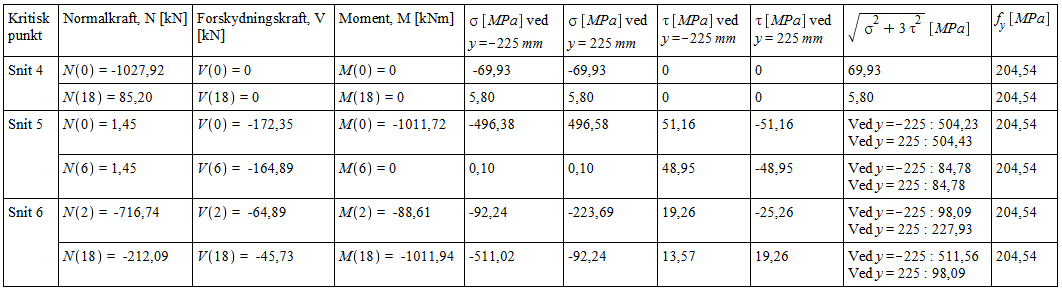 Kritisk punkt | Normalkraft, N [kN] | Forskydningskraft, V [kN] | Moment, M [kNm] | σ [MPa] ved y=−225 mm | σ [MPa] ved y = 225 mm | τ [MPa] ved y=−225 mm | τ [MPa] ved y = 225 mm | √(σ² + 3 τ²) [MPa] | f_y [MPa]
Snit 4 | N(0) = -1027,92 | V(0) = 0 | M(0) = 0 | -69,93 | -69,93 | 0 | 0 | 69,93 | 204,54
N(18) = 85,20 | V(18) = 0 | M(18) = 0 | 5,80 | 5,80 | 0 | 0 | 5,80 | 204,54
Snit 5 | N(0) = 1,45 | V(0) = -172,35 | M(0) = -1011,72 | -496,38 | 496,58 | 51,16 | -51,16 | Ved y=−225 : 504,23 | 204,54
Ved y = 225 : 504,43
N(6) = 1,45 | V(6) = -164,89 | M(6) = 0 | 0,10 | 0,10 | 48,95 | -48,95 | Ved y=−225 : 84,78 | 204,54
Ved y = 225 : 84,78
Snit 6 | N(2) = -716,74 | V(2) = -64,89 | M(2) = -88,61 | -92,24 | -223,69 | 19,26 | -25,26 | Ved y=−225 : 98,09 | 204,54
Ved y = 225 : 227,93
N(18) = -212,09 | V(18) = -45,73 | M(18) = -1011,94 | -511,02 | -92,24 | 13,57 | 19,26 | Ved y=−225 : 511,56 | 204,54
Ved y = 225 : 98,09